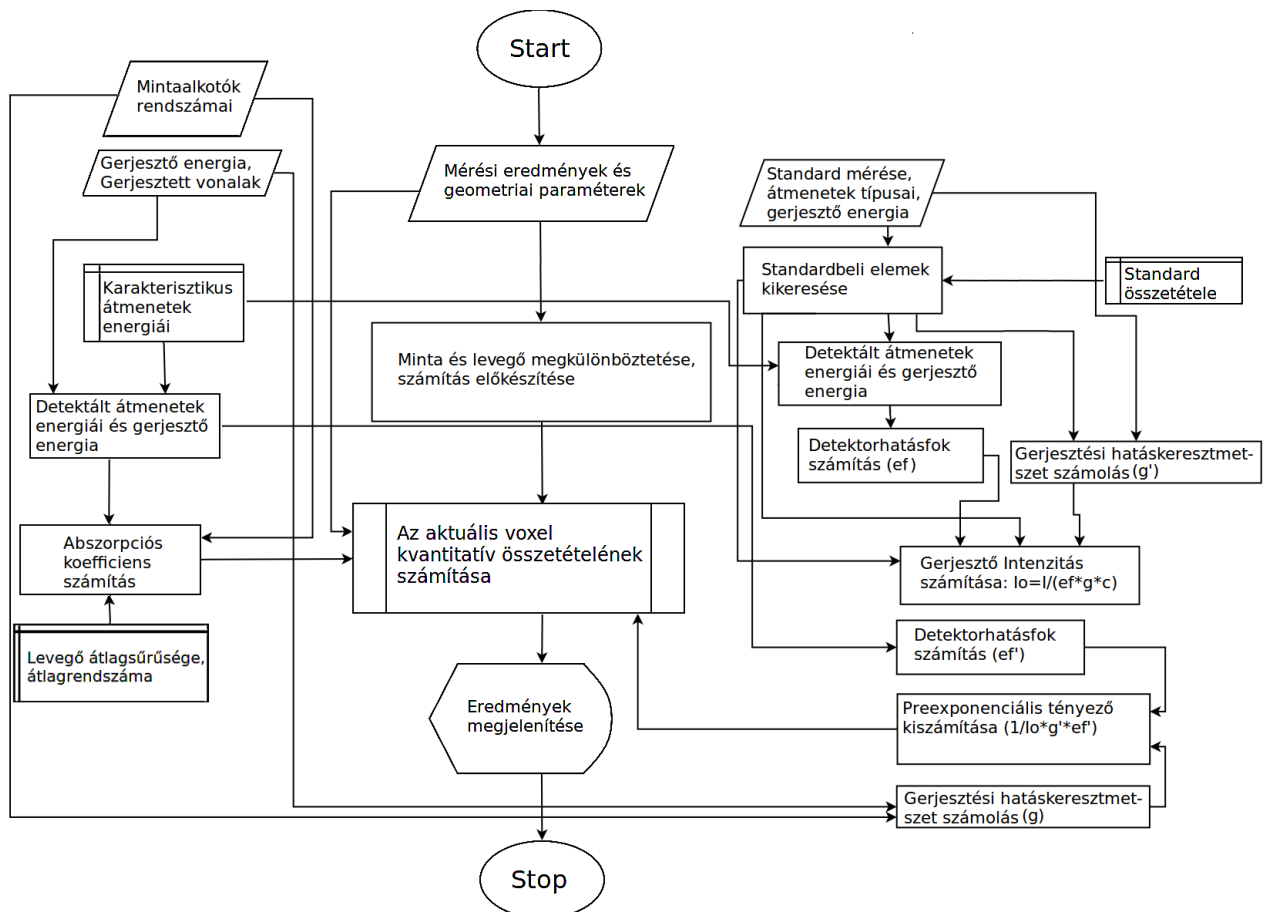 Start
Mintaalkotók
rendszámai
Gerjesztő energia,
Gerjesztett vonalak
Mérési eredmények és
geometriai paraméterek
Standard mérése,
átmenetek típusai,
gerjesztő energia
Karakterisztikus
átmenetek
energiái
Standardbeli elemek
kikeresése
Standard
összetétele
Minta és levegő megkülönböztetése,
számítás előkészítése
Detektált átmenetek
energiái és gerjesztő
energia
Detektált átmenetek
energiái és gerjesztő
energia
Detektorhatásfok
számítás (ef)
Gerjesztési hatáskeresztmet-
szet számolás(g')
Abszorpciós
koefficiens
számítás
Az aktuális voxel
kvantitatív összetételének
számítása
Gerjesztő Intenzitás
számítása: Io=I/(ef*g*c)
Levegő átlagsűrűsége,
átlagrendszáma
Detektorhatásfok
számítás (ef')
Eredmények
megjelenítése
Preexponenciális tényező
kiszámítása (1/Io*g'*ef')
Gerjesztési hatáskeresztmet-
szet számolás(g)
Stop